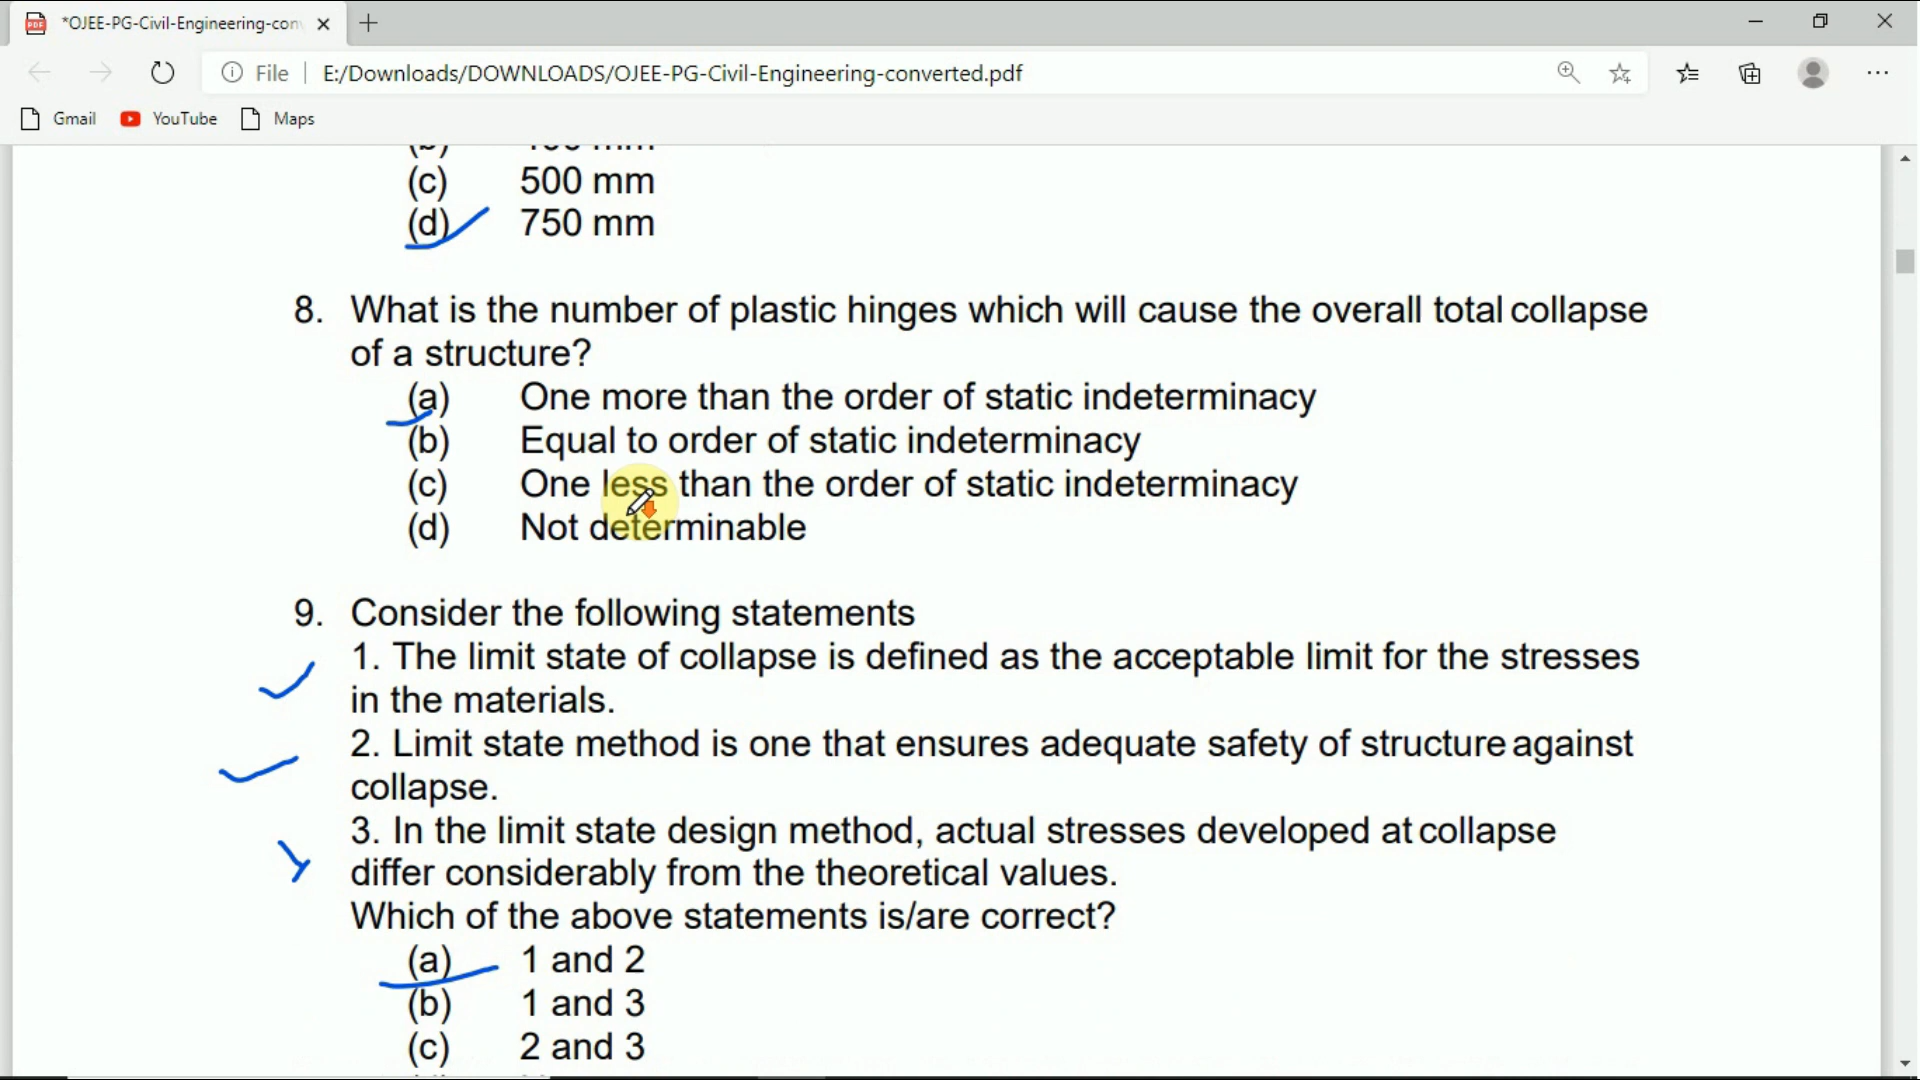 *OJEE-PG-Civil-Engineering-con
File
E:/Downloads/DOWNLOADS/OJEE-PG-Civil-Engineering-converted.pdf
Gmail YouTube Maps
(c) 500 mm
(d) 750 mm
8. What is the number of plastic hinges which will cause the overall total collapse
of a structure?
(a) One more than the order of static indeterminacy
(b) Equal to order of static indeterminacy
(c) One less than the order of static indeterminacy
(d) Not determinable
9. Consider the following statements
1. The limit state of collapse is defined as the acceptable limit for the stresses
in the materials.
2. Limit state method is one that ensures adequate safety of structure against
collapse.
3. In the limit state design method, actual stresses developed at collapse
differ considerably from the theoretical values.
Which of the above statements is/are correct?
(a) 1 and 2
(b) 1 and 3
(c) 2 and 3